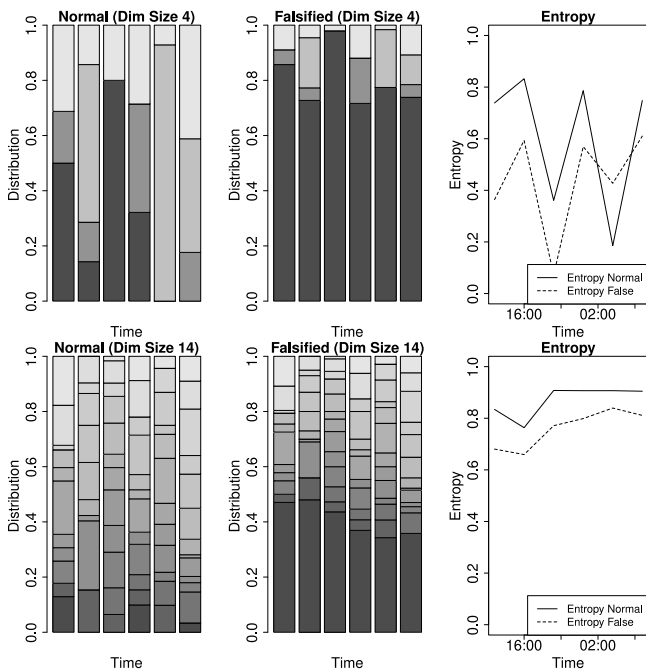 Normal (Dim Size 4)
Distribution
0.0 0.2 0.4 0.6 0.8 1.0
Time
Falsified (Dim Size 4)
Distribution
0.0 0.2 0.4 0.6 0.8 1.0
Time
Entropy
Entropy
0.0 0.2 0.4 0.6 0.8 1.0
Entropy Normal
Entropy False
16:00 02:00
Time
Normal (Dim Size 14)
Distribution
0.0 0.2 0.4 0.6 0.8 1.0
Time
Falsified (Dim Size 14)
Distribution
0.0 0.2 0.4 0.6 0.8 1.0
Time
Entropy
Entropy
0.0 0.2 0.4 0.6 0.8 1.0
Entropy Normal
Entropy False
16:00 02:00
Time